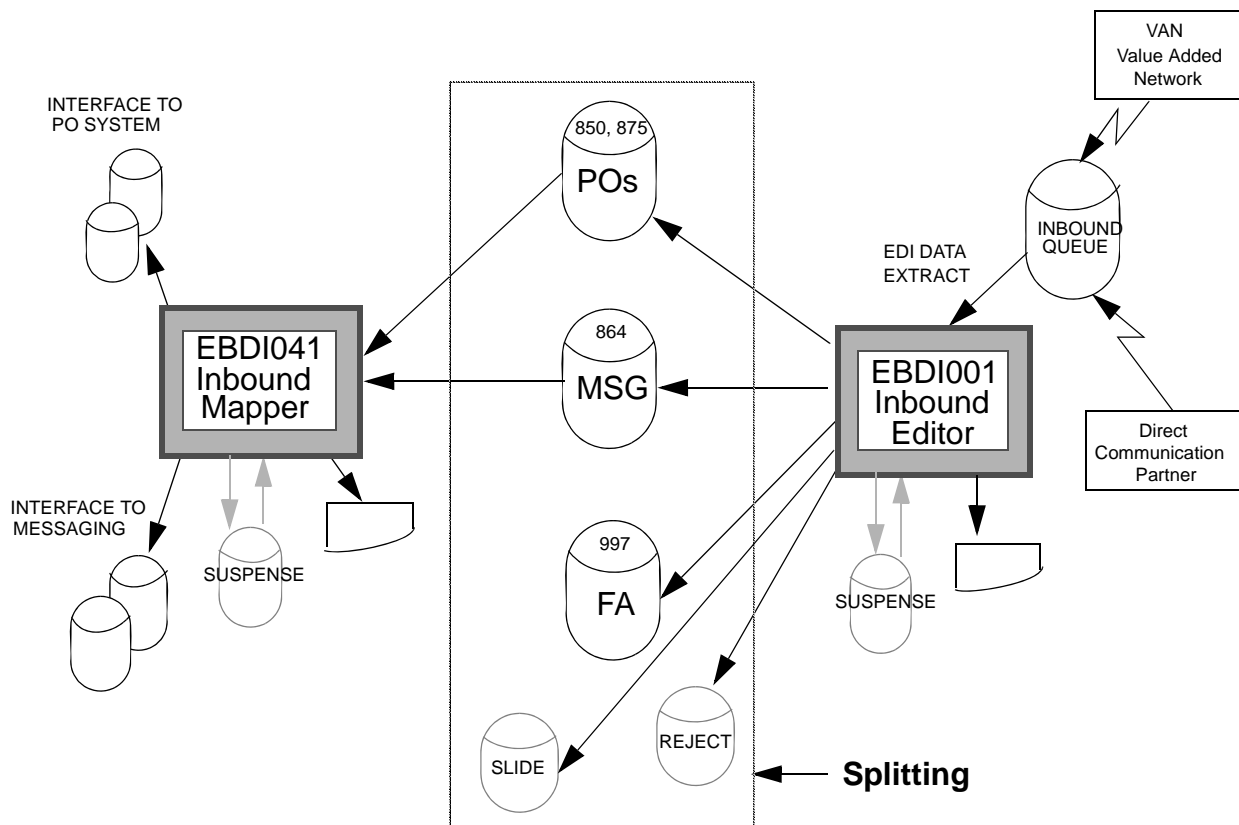 VAN
Value Added
Network
INTERFACE TO
PO SYSTEM
850, 875
POs
INBOUND
QUEUE
EDI DATA
EXTRACT
EBDI041
Inbound
Mapper
864
MSG
EBDI001
Inbound
Editor
Direct
Communication
Partner
INTERFACE TO
MESSAGING
SUSPENSE
997
FA
SUSPENSE
SLIDE
REJECT
Splitting